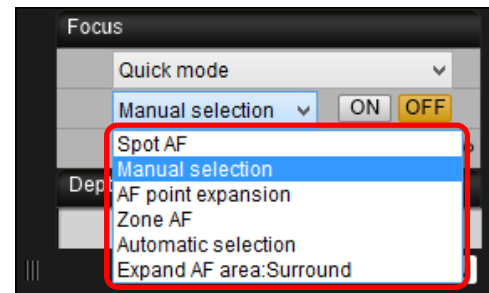 Focus
Quick mode
Manual selection ON OFF
Spot AF
Manual selection
Dep
AF point expansion
Zone AF
Automatic selection
Expand AF area:Surround